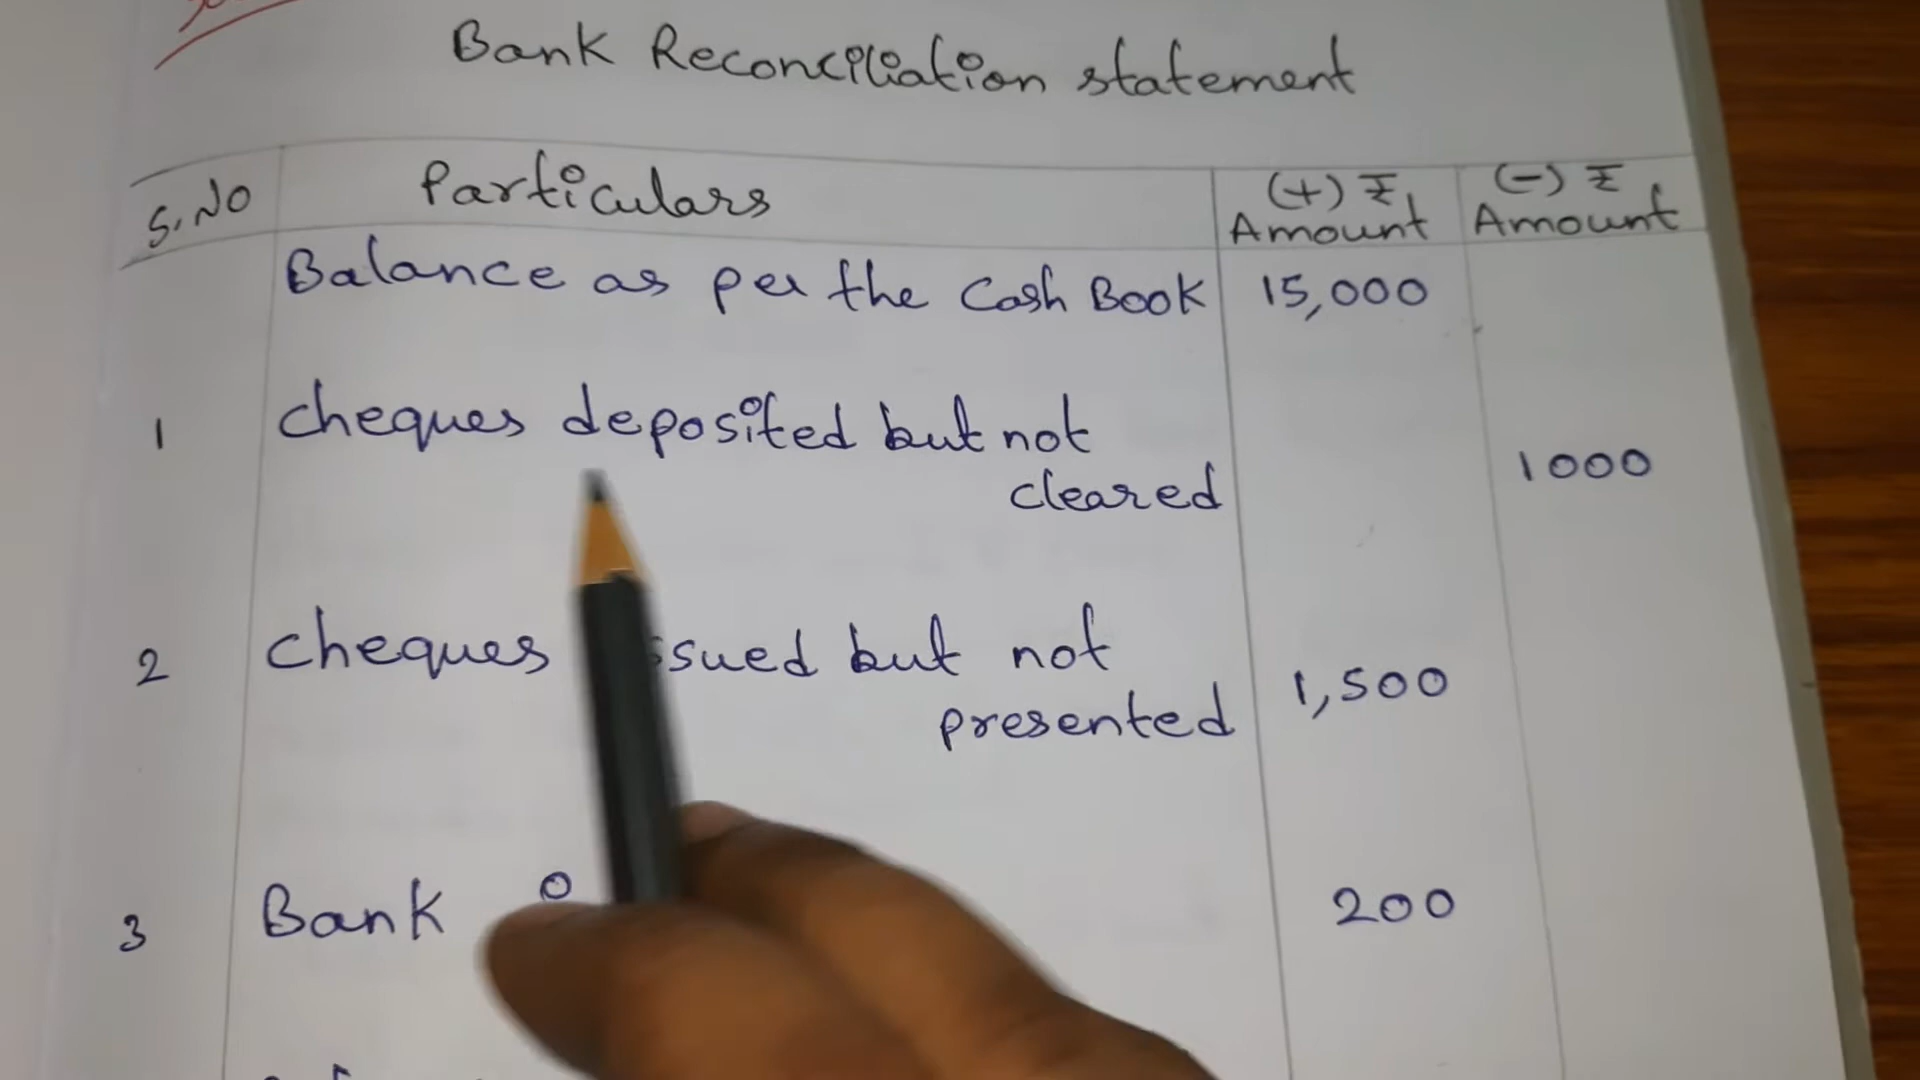 Bank Reconciliation statement
S.No Particulars (+) ₹ Amount (-) ₹ Amount
Balance as per the Cash Book 15,000
1 cheques deposited but not
cleared 1000
2 cheques issued but not
presented 1,500
3 Bank 200